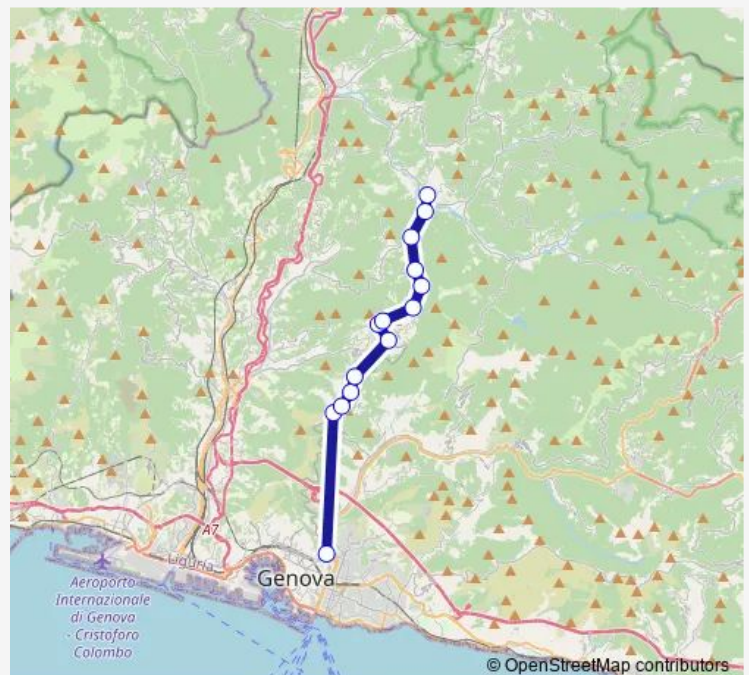 A7
Liguria
Genova
Aeroporto
Internazionale
di Genova
- Cristoforo
Colombo
© OpenStreetMap contributors